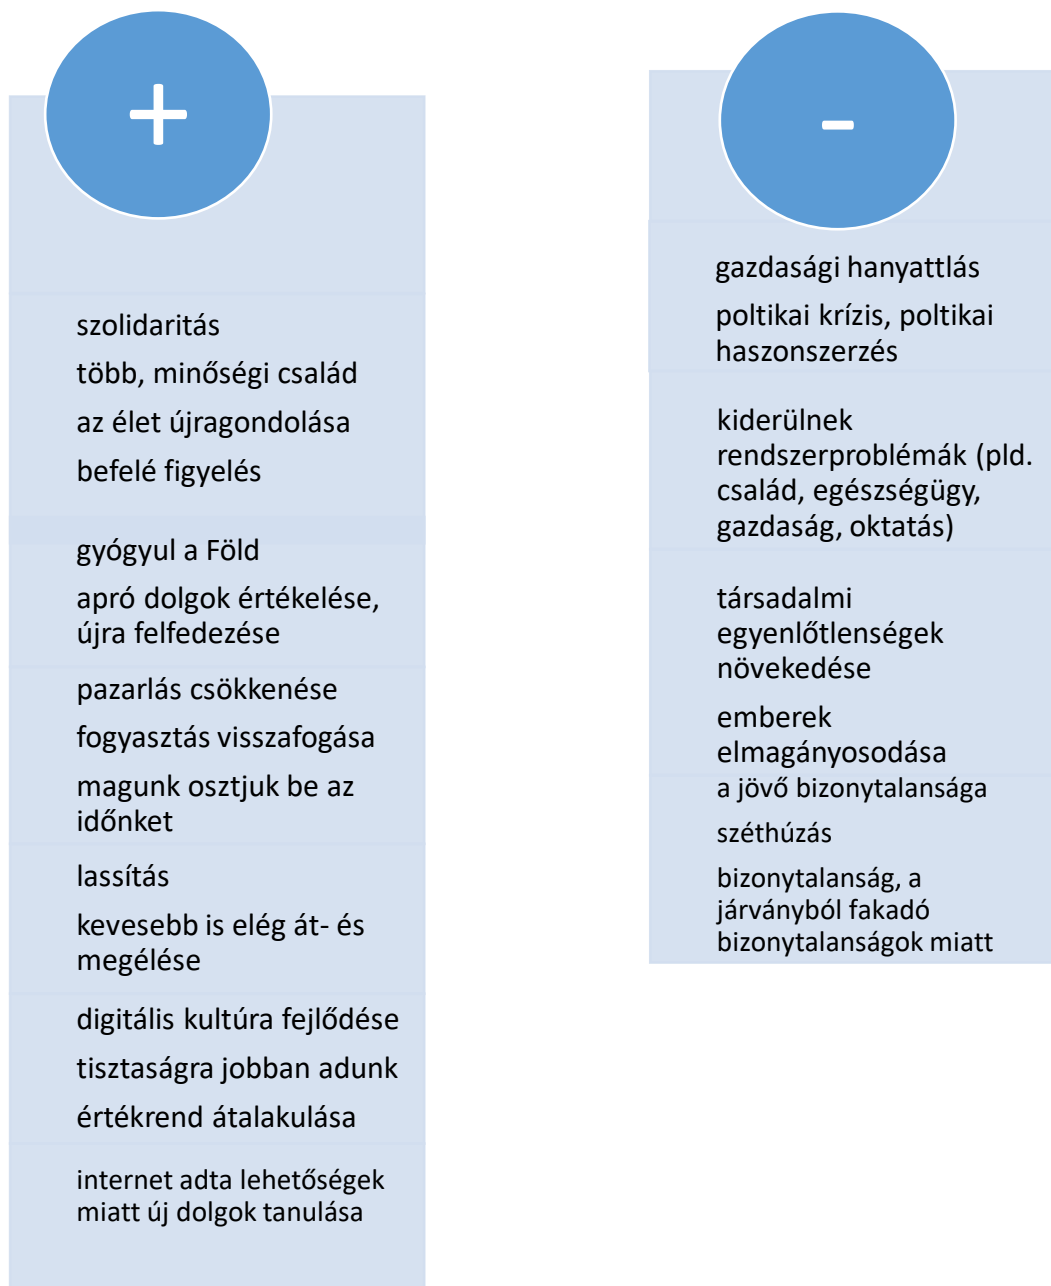 +
szolidaritás
több, minőségi család
az élet újragondolása
befelé figyelés
gyógyul a Föld
apró dolgok értékelése,
újra felfedezése
pazarlás csökkenése
fogyasztás visszafogása
magunk osztjuk be az
időnket
lassítás
kevesebb is elég át- és
megélése
digitális kultúra fejlődése
tisztaságra jobban adunk
értékrend átalakulása
internet adta lehetőségek
miatt új dolgok tanulása
-
gazdasági hanyattlás
poltikai krízis, poltikai
haszonszerzés
kiderülnek
rendszerproblémák (pld.
család, egészségügy,
gazdaság, oktatás)
társadalmi
egyenlőtlenségek
növekedése
emberek
elmagányosodása
a jövő bizonytalansága
széthúzás
bizonytalanság, a
járványból fakadó
bizonytalanságok miatt